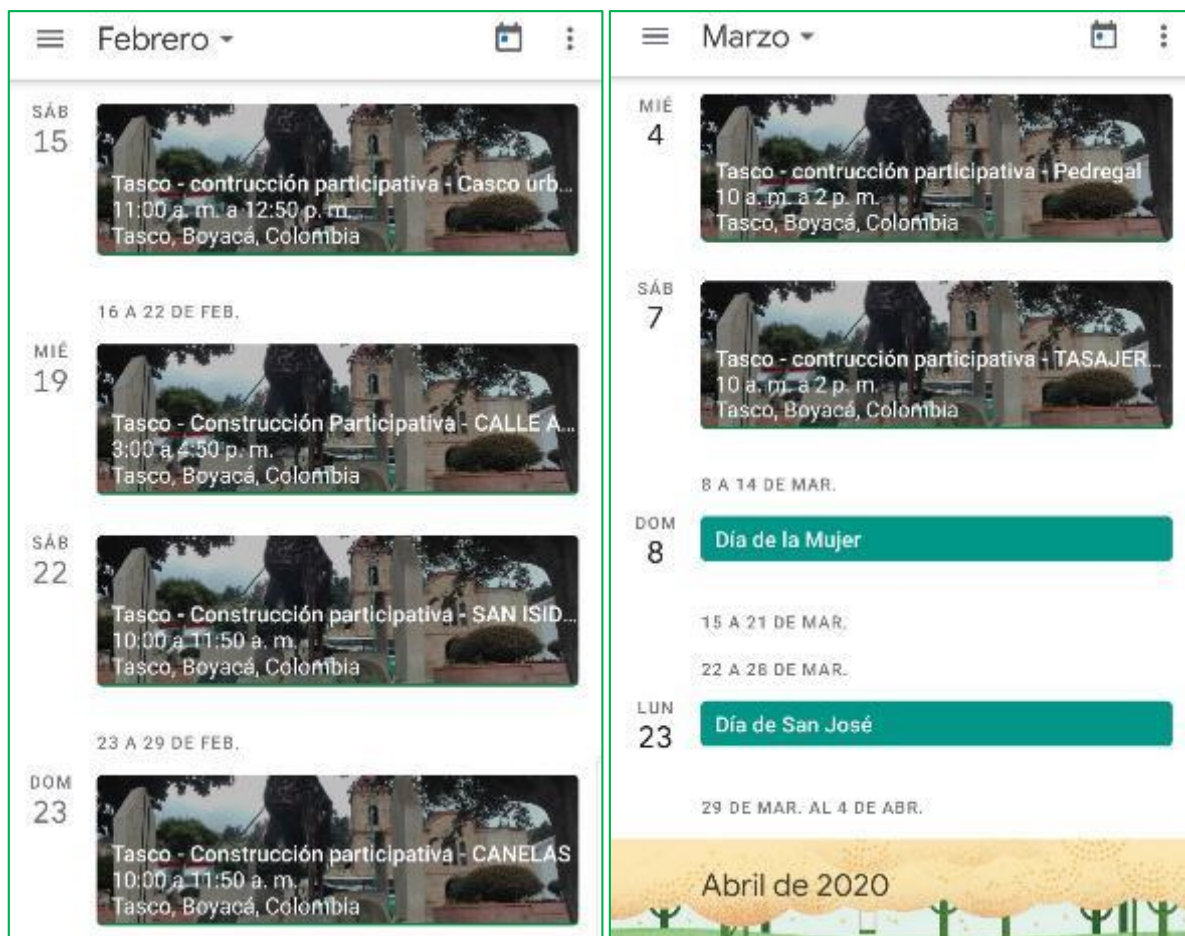 Febrero
SÁB
15
Tasco - contrucción participativa - Casco urb...
11:00 a. m. a 12:50 p. m.
Tasco, Boyacá, Colombia
16 A 22 DE FEB.
MIÉ
19
Tasco - Construcción Participativa - CALLE A...
3:00 a 4:50 p. m.
Tasco, Boyacá, Colombia
SÁB
22
Tasco - Construcción participativa - SAN ISID...
10:00 a 11:50 a. m.
Tasco, Boyacá, Colombia
23 A 29 DE FEB.
DOM
23
Tasco - Construcción participativa - CANELAS
10:00 a 11:50 a. m.
Tasco, Boyacá, Colombia
Marzo
MIÉ
4
Tasco - contrucción participativa - Pedregal
10 a. m. a 2 p. m.
Tasco, Boyacá, Colombia
SÁB
7
Tasco - contrucción participativa - TASAJER...
10 a. m. a 2 p. m.
Tasco, Boyacá, Colombia
8 A 14 DE MAR.
DOM
8
Día de la Mujer
15 A 21 DE MAR.
22 A 28 DE MAR.
LUN
23
Día de San José
29 DE MAR. AL 4 DE ABR.
Abril de 2020